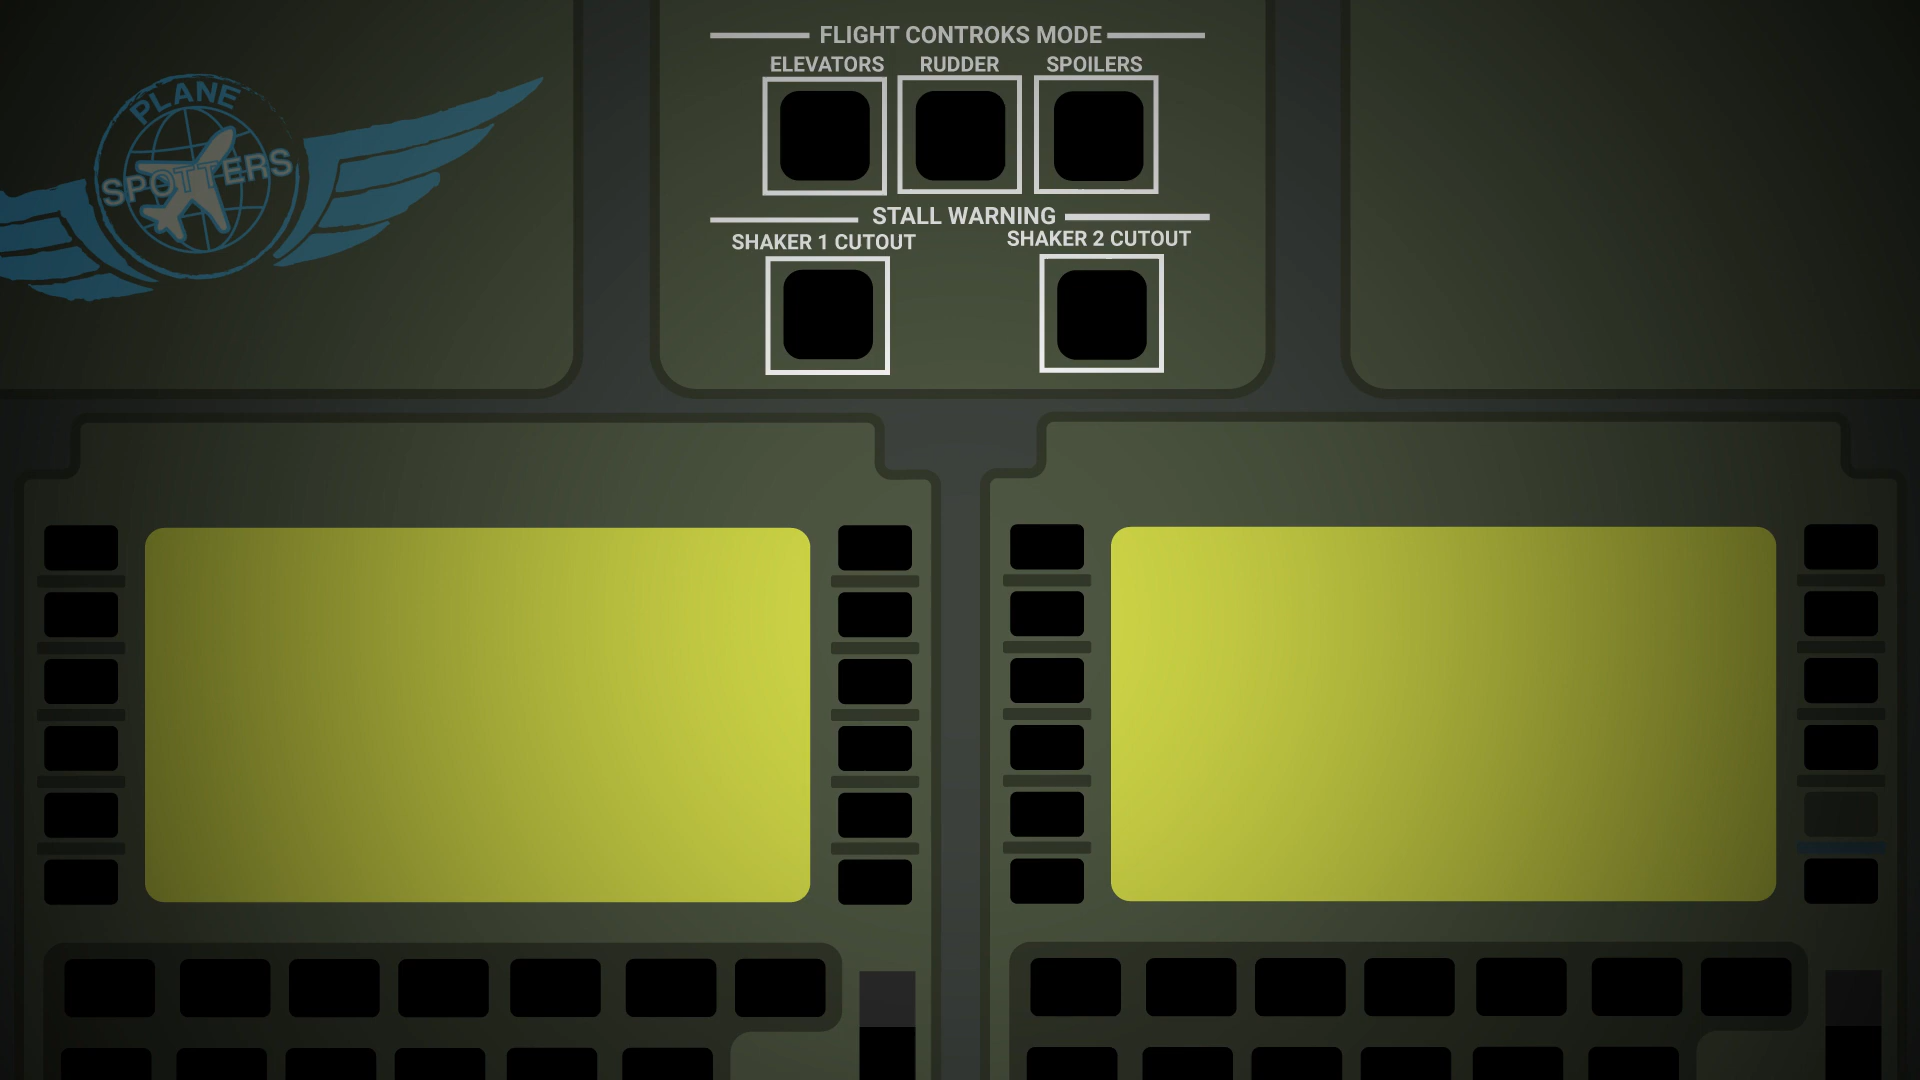 PLANE
SPOTTERS
FLIGHT CONTROKS MODE
ELEVATORS RUDDER SPOILERS
STALL WARNING
SHAKER 1 CUTOUT SHAKER 2 CUTOUT